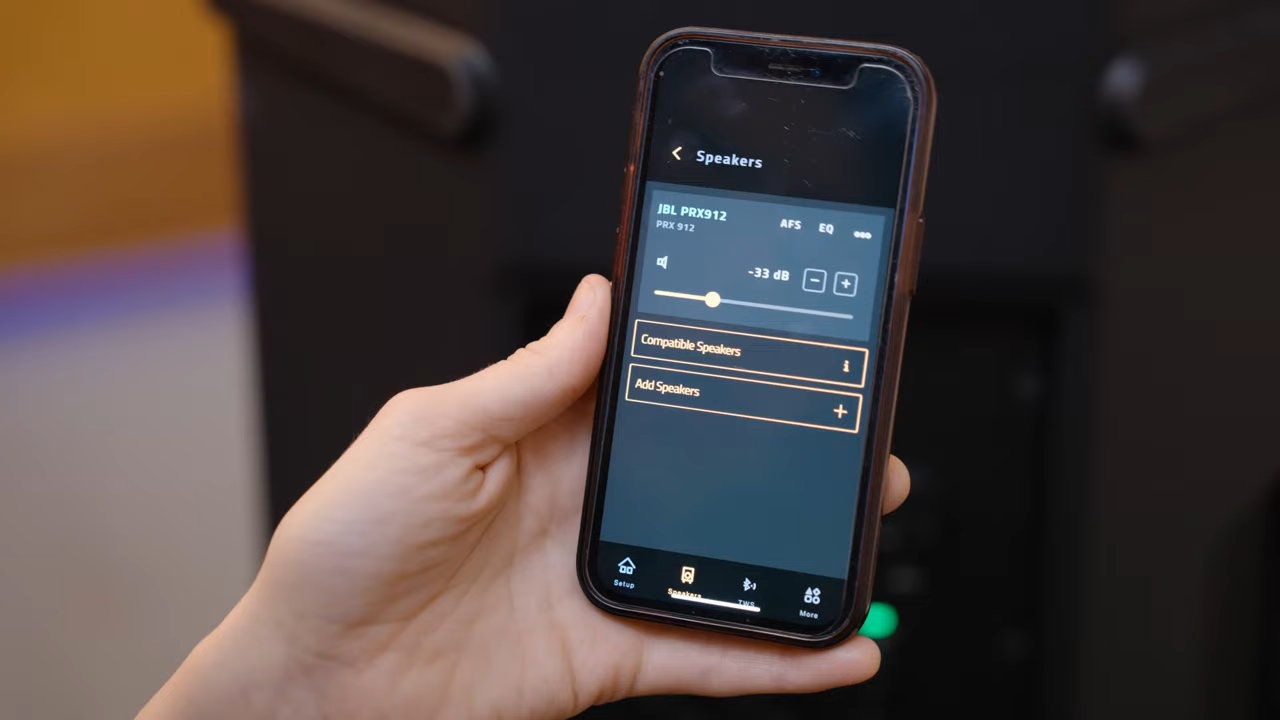 Speakers
JBL PRX912
PRX 912
AFS
EQ
-33 dB
Compatible Speakers
Add Speakers
Setup
Speakers
TWS
More